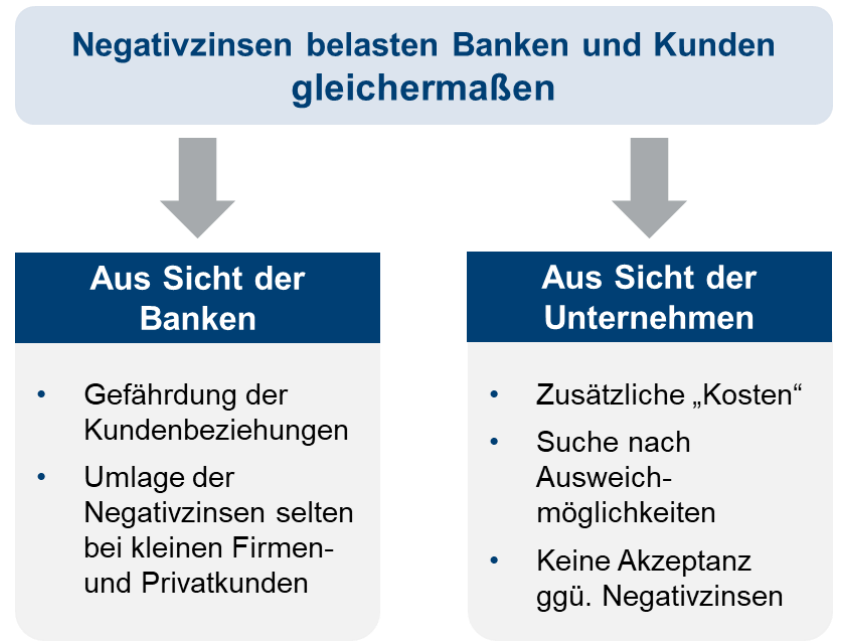 Negativzinsen belasten Banken und Kunden
gleichermaßen
Aus Sicht der
Banken
• Gefährdung der
Kundenbeziehungen
• Umlage der
Negativzinsen selten
bei kleinen Firmen-
und Privatkunden
Aus Sicht der
Unternehmen
• Zusätzliche „Kosten“
• Suche nach
Ausweich-
möglichkeiten
• Keine Akzeptanz
ggü. Negativzinsen